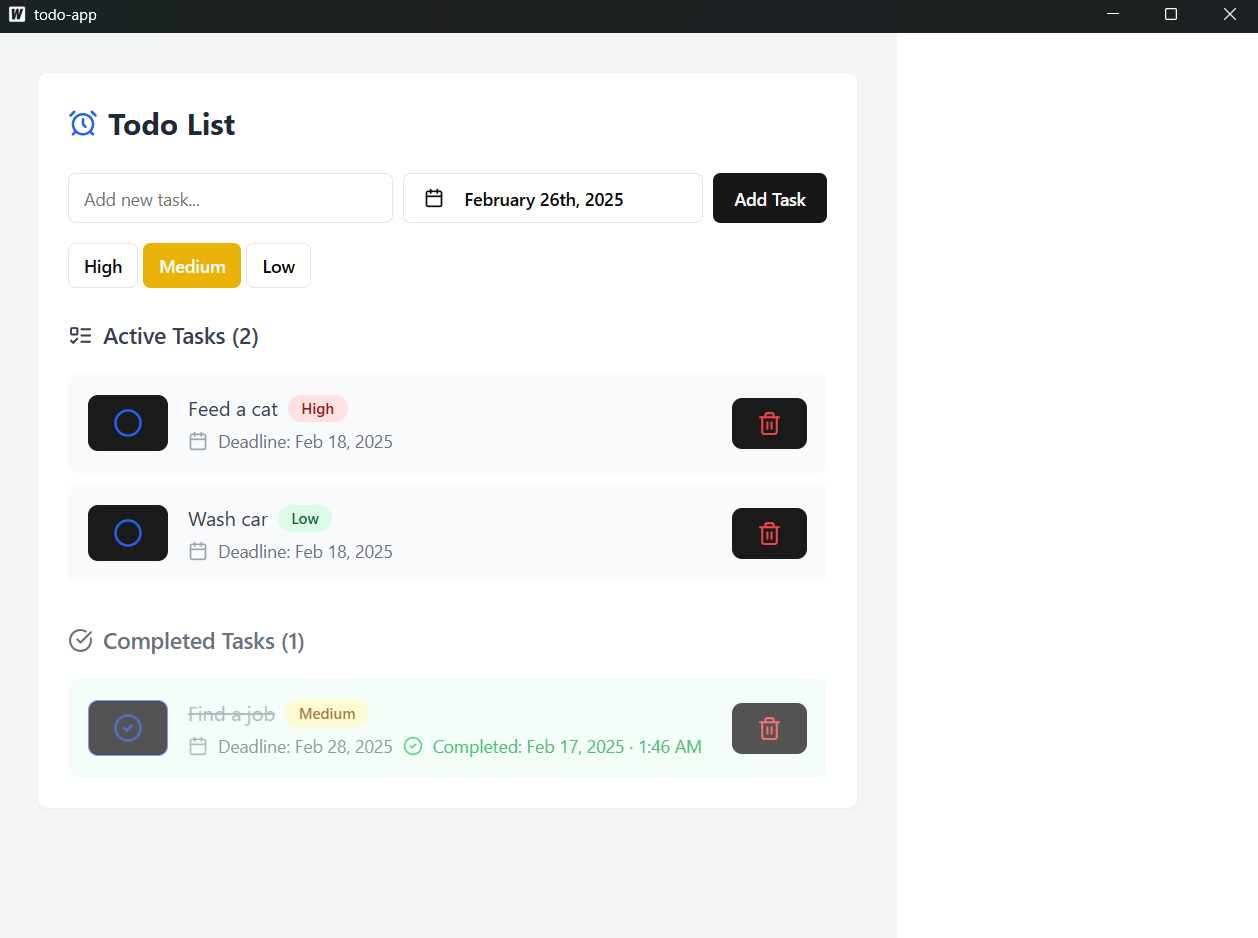 W todo-app
Todo List
Add new task... February 26th, 2025 Add Task
High Medium Low
Active Tasks (2)
Feed a cat High
Deadline: Feb 18, 2025
Wash car Low
Deadline: Feb 18, 2025
Completed Tasks (1)
Find a job Medium
Deadline: Feb 28, 2025 Completed: Feb 17, 2025 · 1:46 AM